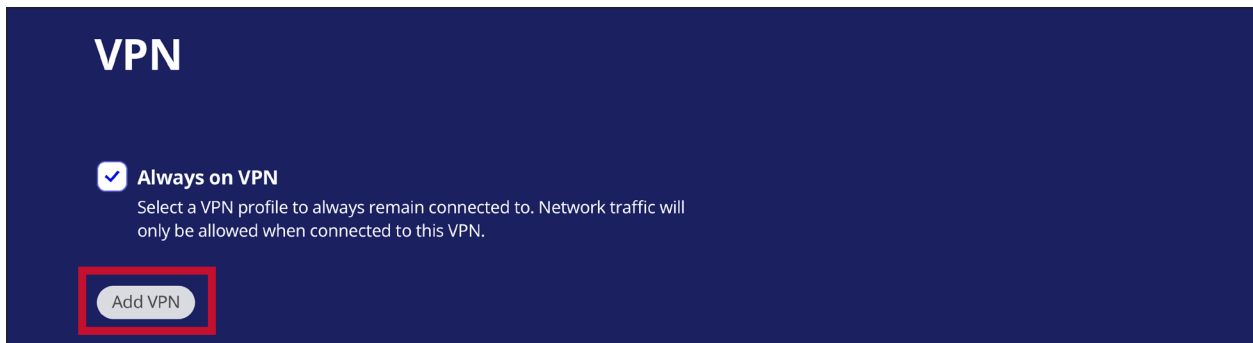 VPN
Always on VPN
Select a VPN profile to always remain connected to. Network traffic will
only be allowed when connected to this VPN.
Add VPN